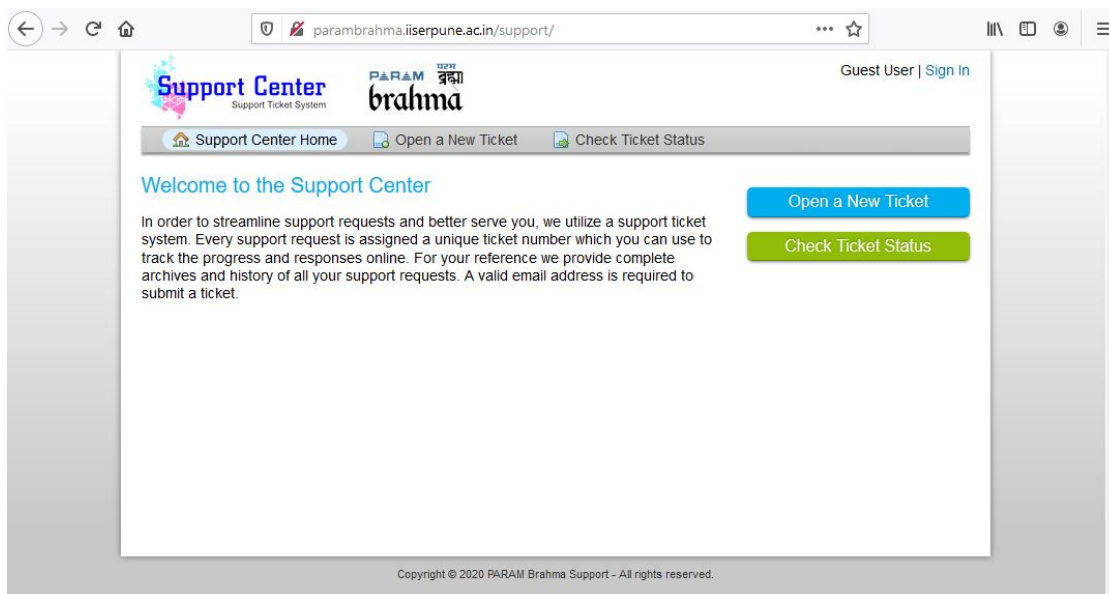 parambrahma.iiserpune.ac.in/support/
Support Center
Support Ticket System
PARAM परम ब्रह्मा
brahma
Guest User | Sign In
Support Center Home Open a New Ticket Check Ticket Status
Welcome to the Support Center
In order to streamline support requests and better serve you, we utilize a support ticket
system. Every support request is assigned a unique ticket number which you can use to
track the progress and responses online. For your reference we provide complete
archives and history of all your support requests. A valid email address is required to
submit a ticket.
Open a New Ticket
Check Ticket Status
Copyright © 2020 PARAM Brahma Support - All rights reserved.